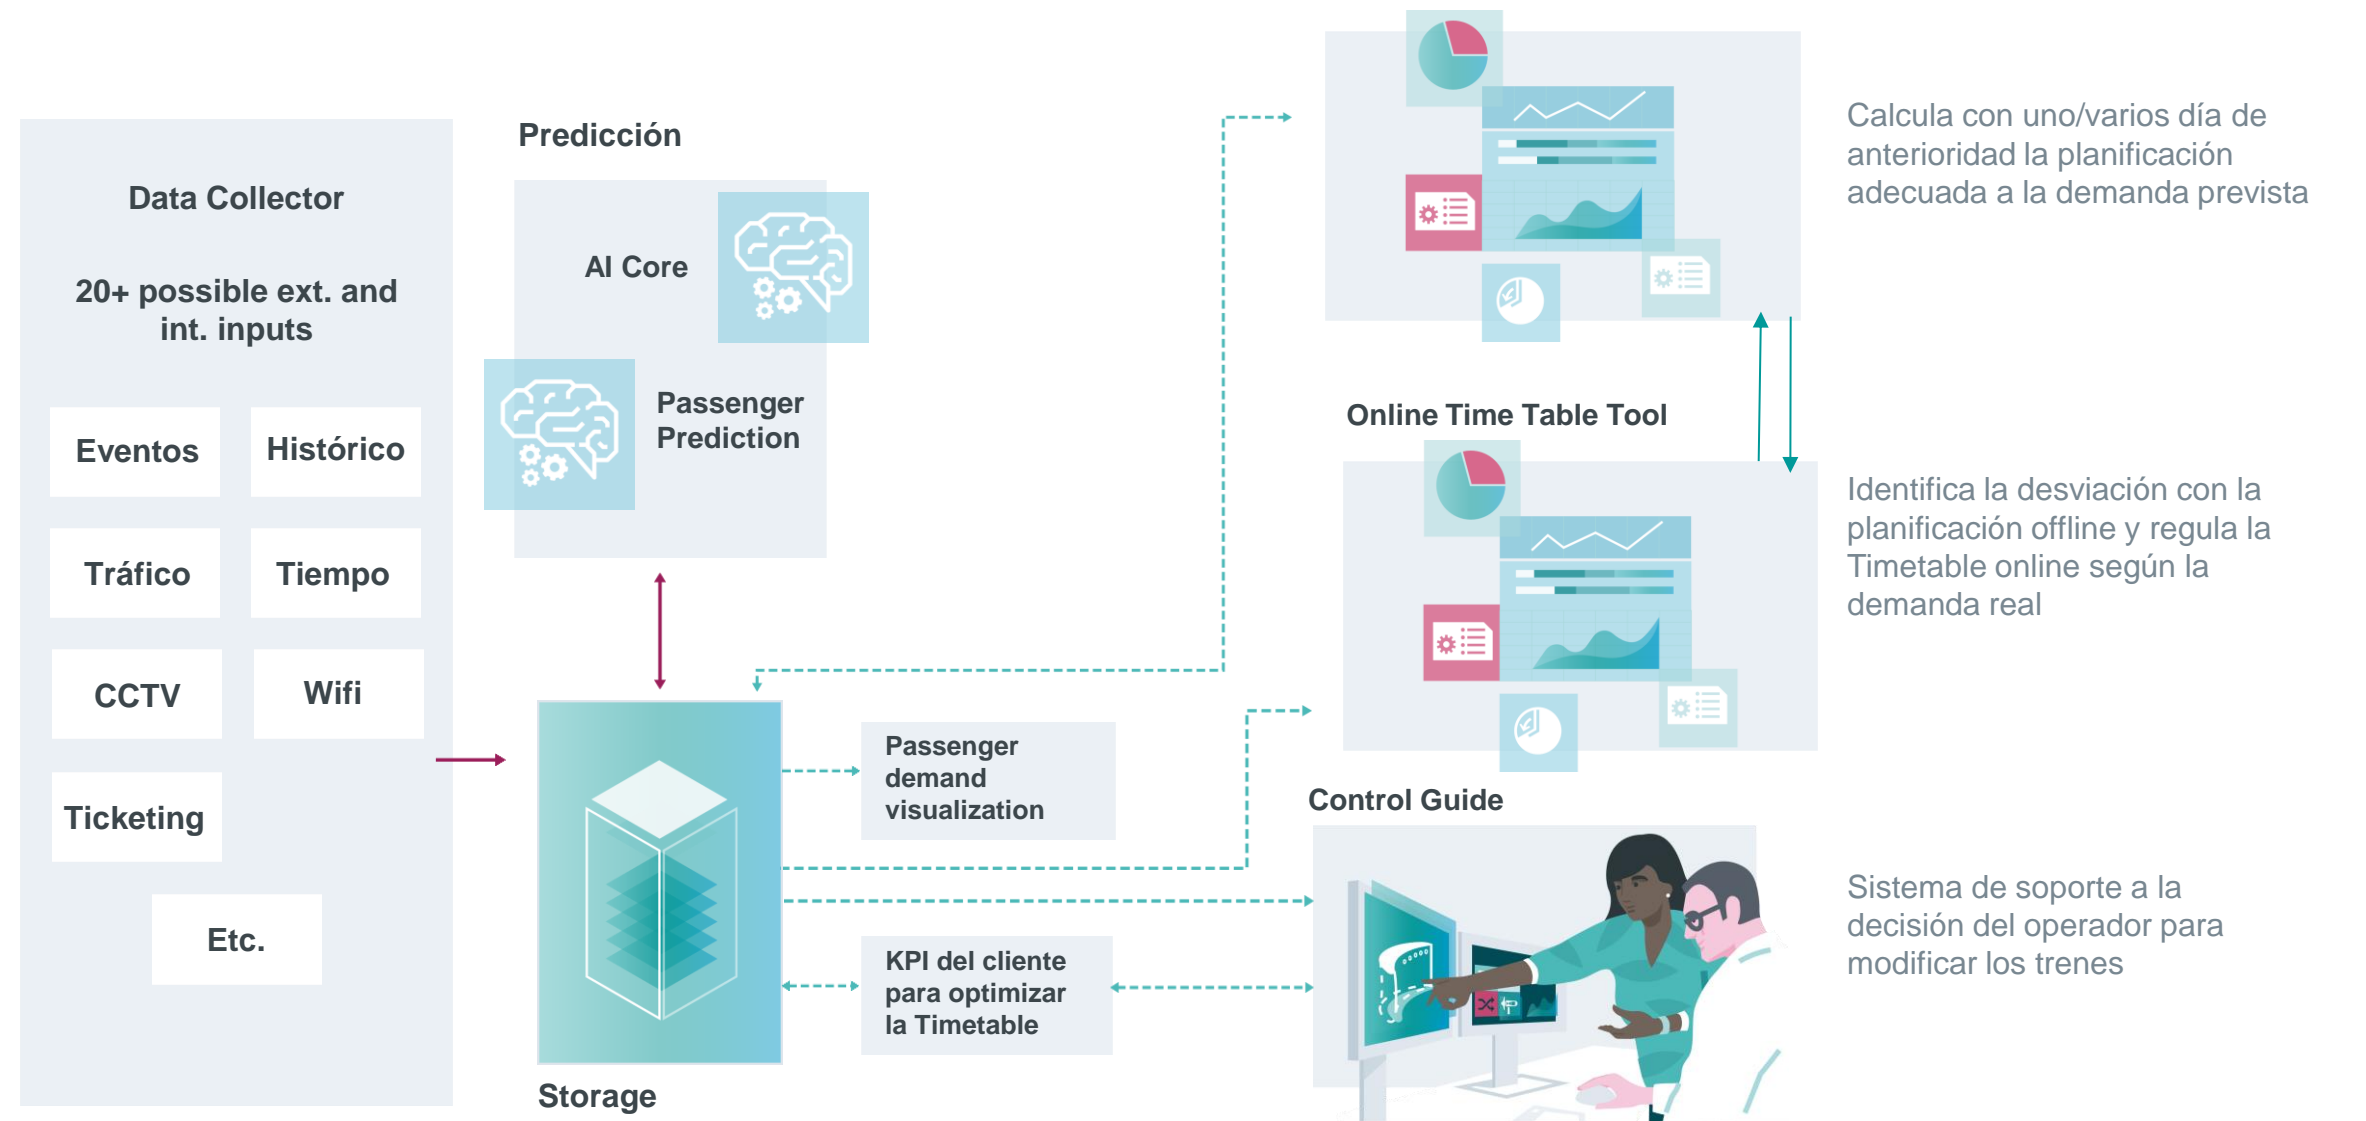 Data Collector
20+ possible ext. and
int. inputs
Eventos
Histórico
Tráfico
Tiempo
CCTV
Wifi
Ticketing
Etc.
Predicción
AI Core
Passenger
Prediction
Storage
Passenger
demand
visualization
KPI del cliente
para optimizar
la Timetable
Calcula con uno/varios día de
anterioridad la planificación
adecuada a la demanda prevista
Online Time Table Tool
Identifica la desviación con la
planificación offline y regula la
Timetable online según la
demanda real
Control Guide
Sistema de soporte a la
decisión del operador para
modificar los trenes